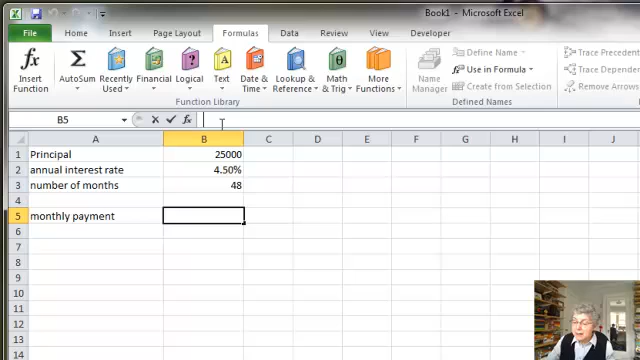 Book1 - Microsoft Excel
File Home Insert Page Layout Formulas Data Review View Developer
Insert Function
AutoSum
Recently Used
Financial
Logical
Text
Date & Time
Lookup & Reference
Math & Trig
More Functions
Function Library
Name Manager
Define Name
Use in Formula
Create from Selection
Defined Names
Trace Precedents
Trace Dependents
Remove Arrows
B5 fx
A B C D E F G H I J
1 Principal 25000
2 annual interest rate 4.50%
3 number of months 48
4
5 monthly payment
6
7
8
9
10
11
12
13
14